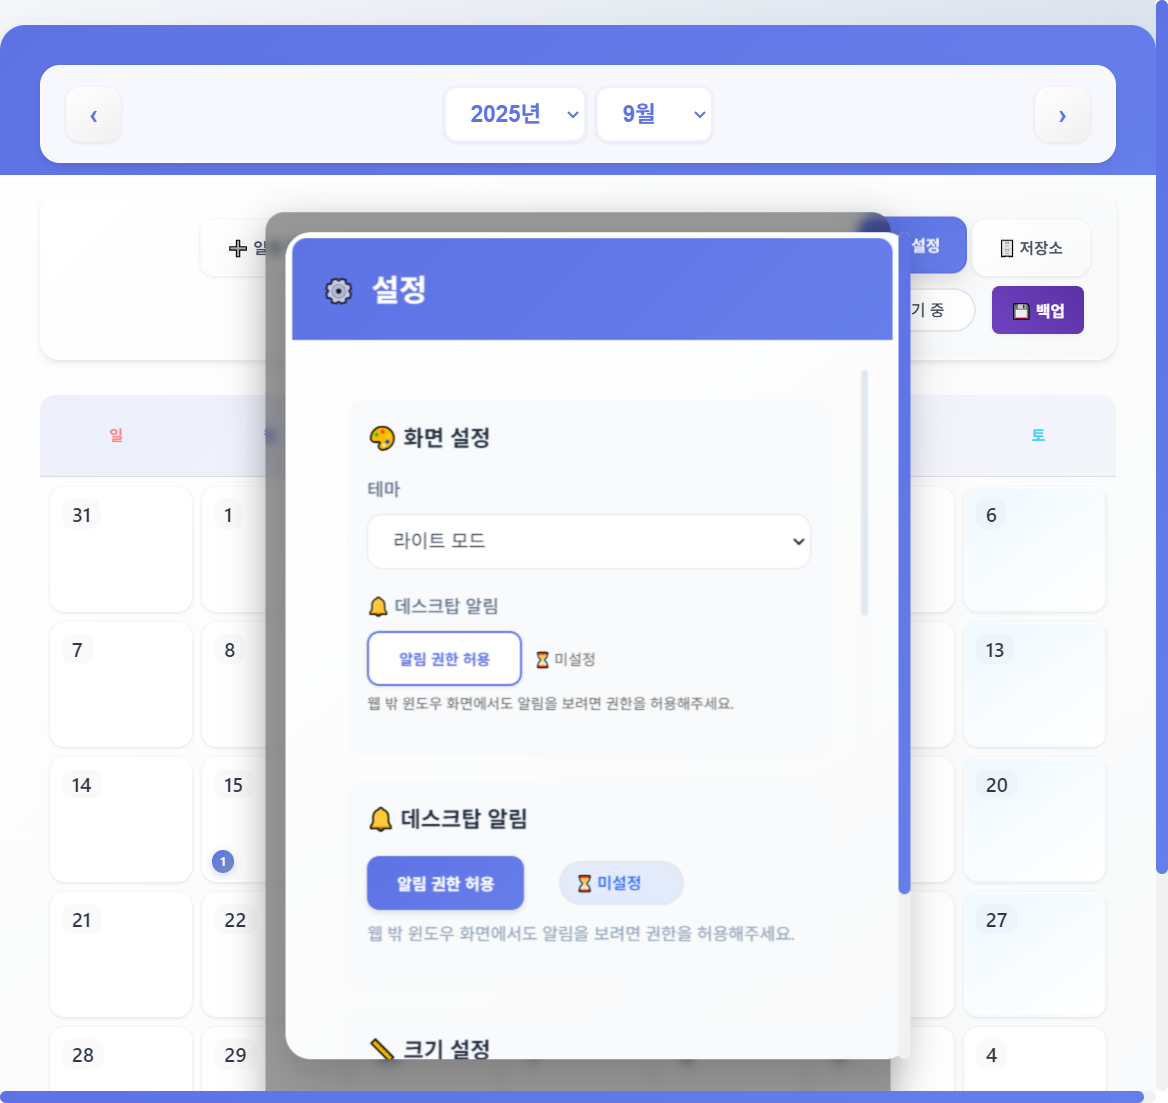 ‹
2025년
9월
›
➕ 일
설정
저장소
기 중
백업
설정
일
토
화면 설정
테마
라이트 모드
데스크탑 알림
알림 권한 허용
미설정
웹 밖 윈도우 화면에서도 알림을 보려면 권한을 허용해주세요.
데스크탑 알림
알림 권한 허용
미설정
웹 밖 윈도우 화면에서도 알림을 보려면 권한을 허용해주세요.
크기 설정
31
1
6
7
8
13
14
15
1
20
21
22
27
28
29
4